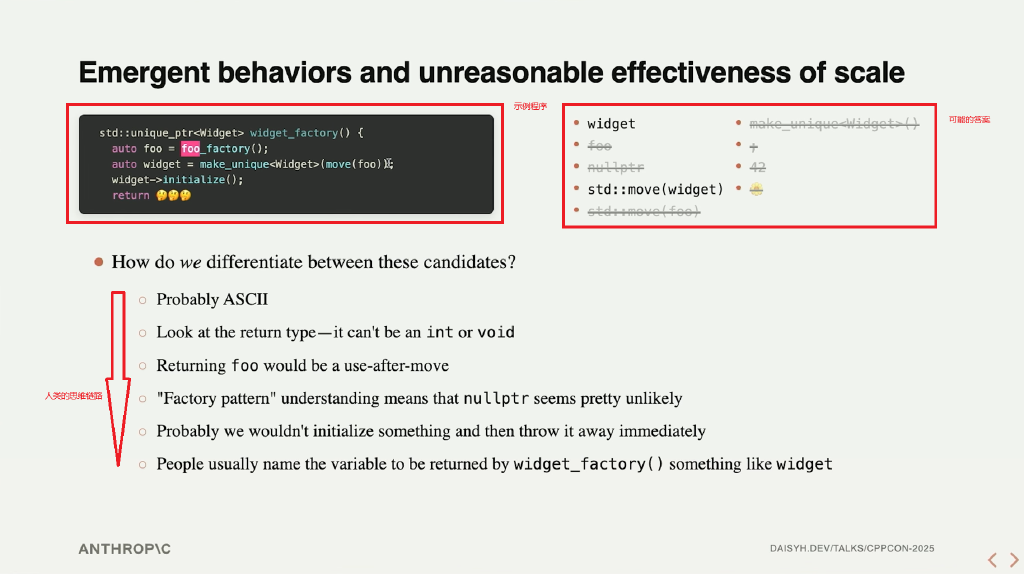 Emergent behaviors and unreasonable effectiveness of scale
示例程序
可能的答案
std::unique_ptr<Widget> widget_factory() {
auto foo = foo_factory();
auto widget = make_unique<Widget>(move(foo));
widget->initialize();
return 🤔🤔🤔
widget
foo
nullptr
std::move(widget)
std::move(foo)
make_unique<Widget>()
;
42
How do we differentiate between these candidates?
人类的思维链路
Probably ASCII
Look at the return type—it can't be an int or void
Returning foo would be a use-after-move
"Factory pattern" understanding means that nullptr seems pretty unlikely
Probably we wouldn't initialize something and then throw it away immediately
People usually name the variable to be returned by widget_factory() something like widget
ANTHROP\C
DAISYH.DEV/TALKS/CPPCON-2025